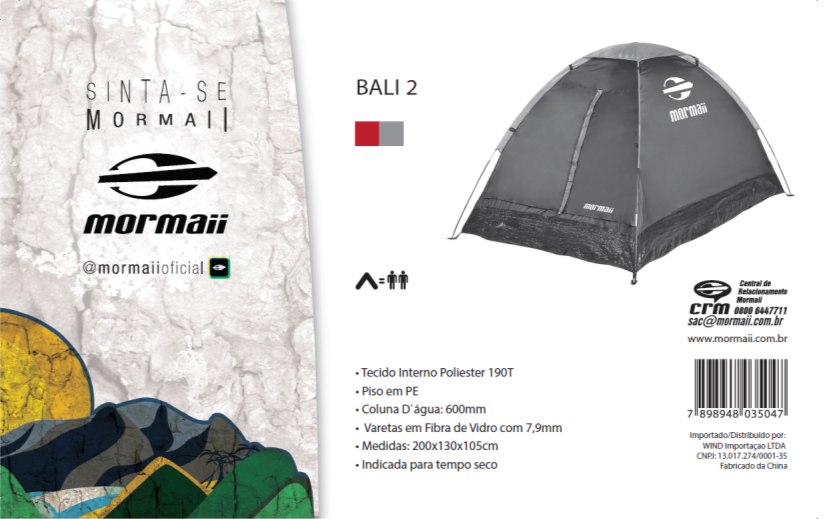 SINTA-SE
MORMAII
mormaii
@mormaiioficial
BALI 2
mormaii
mormaii
=
• Tecido Interno Poliester 190T
• Piso em PE
• Coluna D`água: 600mm
• Varetas em Fibra de Vidro com 7,9mm
• Medidas: 200x130x105cm
• Indicada para tempo seco
Central de
Relacionamento
Mormaii
crm 0800 6447711
sac@mormaii.com.br
www.mormaii.com.br
7 898948 035047
Importado/Distribuído por:
WIND Importaçao LTDA
CNPJ: 13.017.274/0001-35
Fabricado da China